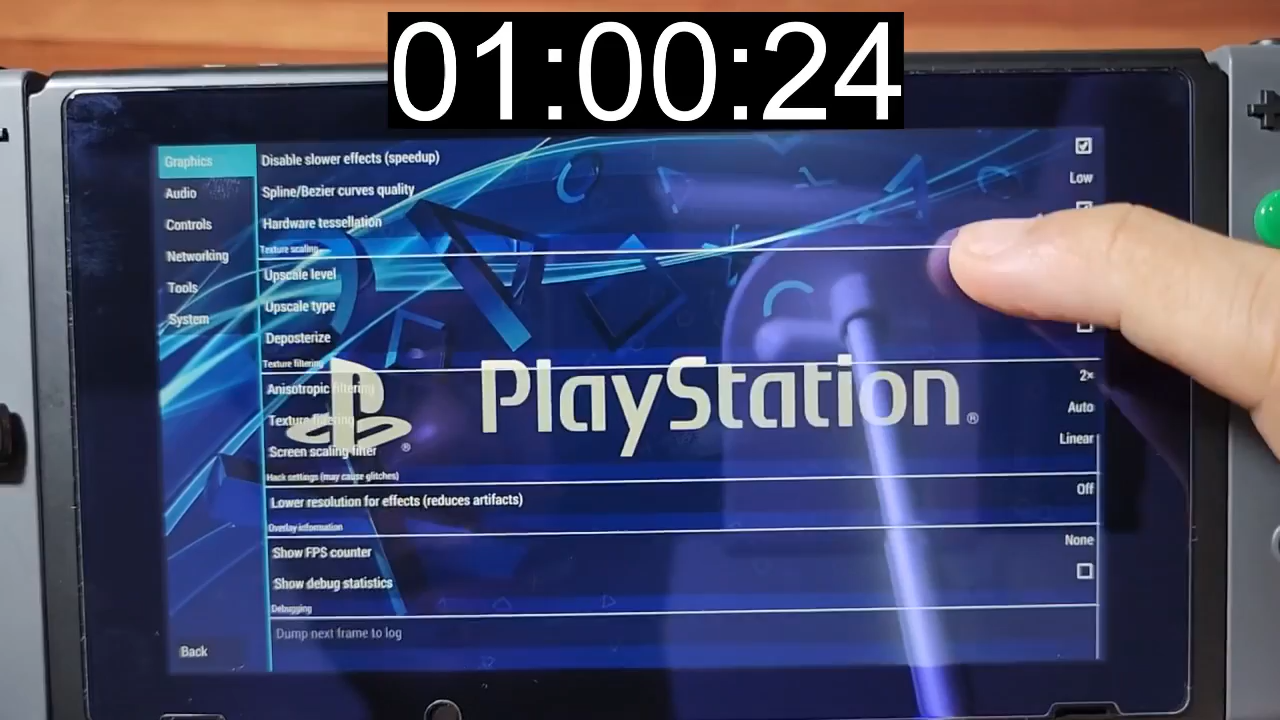 01:00:24
Graphics
Audio
Controls
Networking
Tools
System
Back
Disable slower effects (speedup)
Spline/Bezier curves quality Low
Hardware tessellation
Texture scaling
Upscale level
Upscale type
Deposterize
Texture filtering
Anisotropic filtering 2×
Texture filtering Auto
Screen scaling filter Linear
Hack settings (may cause glitches)
Lower resolution for effects (reduces artifacts) Off
Overlay information
Show FPS counter None
Show debug statistics
Debugging
Dump next frame to log
PlayStation®